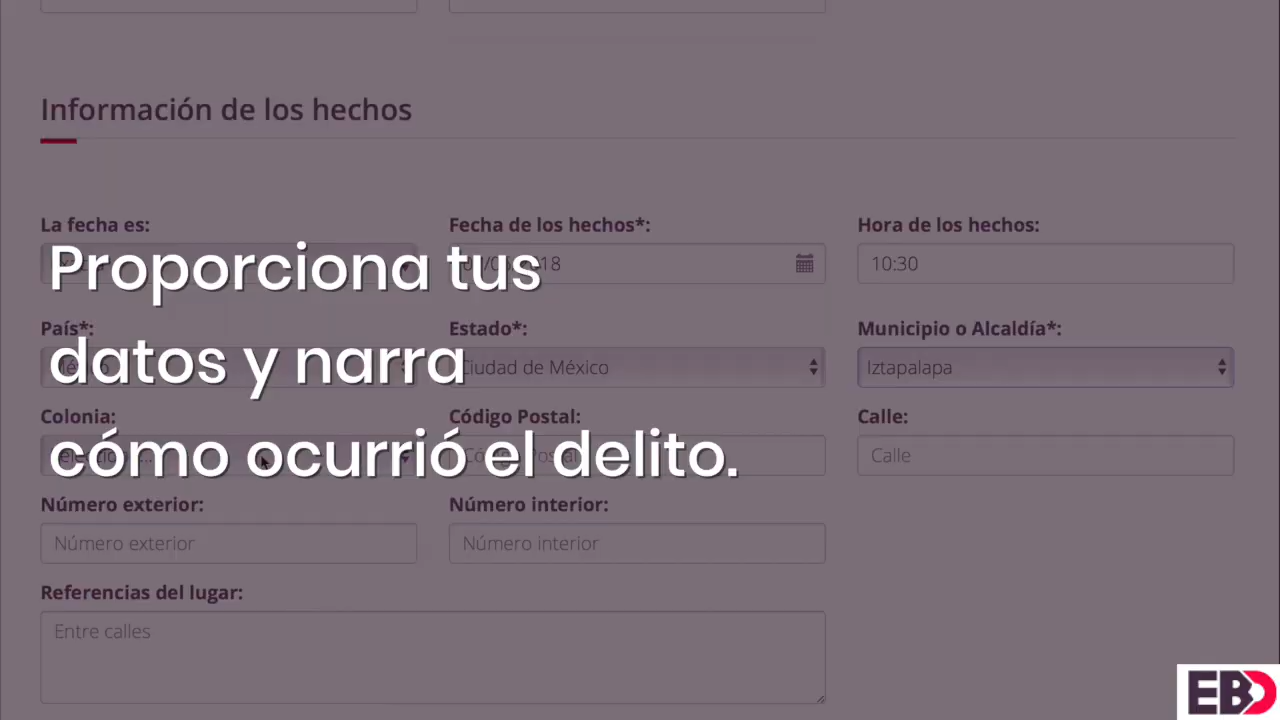 Información de los hechos
La fecha es:
Fecha de los hechos*:
Hora de los hechos:
Proporciona tus
datos y narra
cómo ocurrió el delito.
10:30
País*:
Estado*:
Municipio o Alcaldía*:
Ciudad de México
Iztapalapa
Colonia:
Código Postal:
Calle:
Calle
Número exterior:
Número interior:
Número exterior
Número interior
Referencias del lugar:
Entre calles
EBD